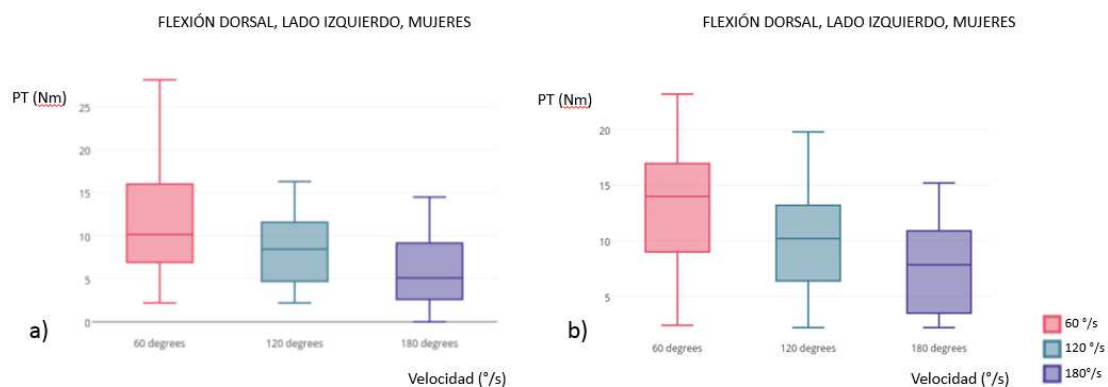 FLEXIÓN DORSAL, LADO IZQUIERDO, MUJERES
PT (Nm)
25
20
15
10
5
0
a)
60 degrees
120 degrees
180 degrees
Velocidad (°/s)
FLEXIÓN DORSAL, LADO IZQUIERDO, MUJERES
PT (Nm)
20
15
10
5
b)
60 degrees
120 degrees
180 degrees
Velocidad (°/s)
60 °/s
120 °/s
180°/s